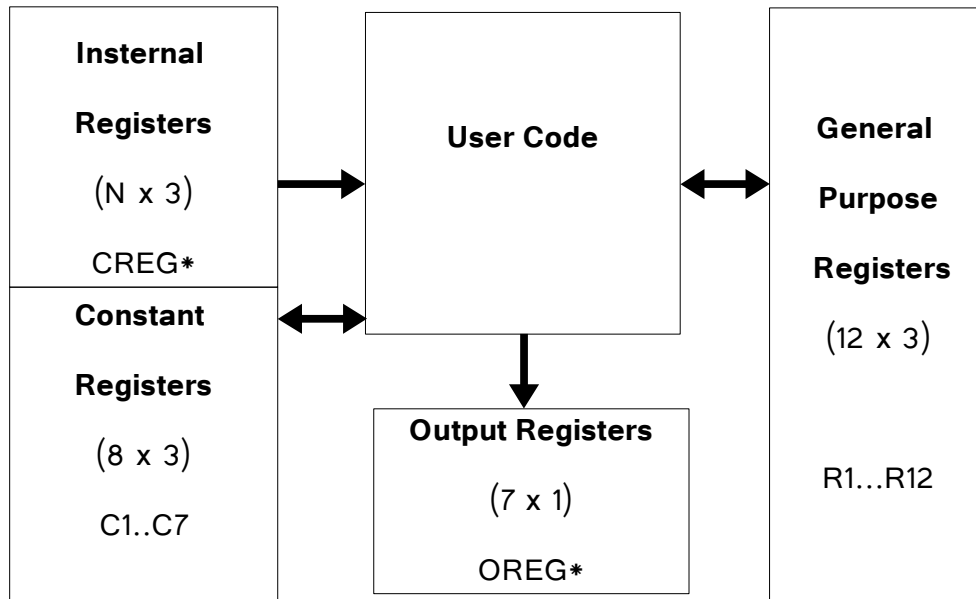 Insternal
Registers
(N x 3)
CREG*
Constant
Registers
(8 x 3)
C1..C7
User Code
Output Registers
(7 x 1)
OREG*
General
Purpose
Registers
(12 x 3)
R1...R12